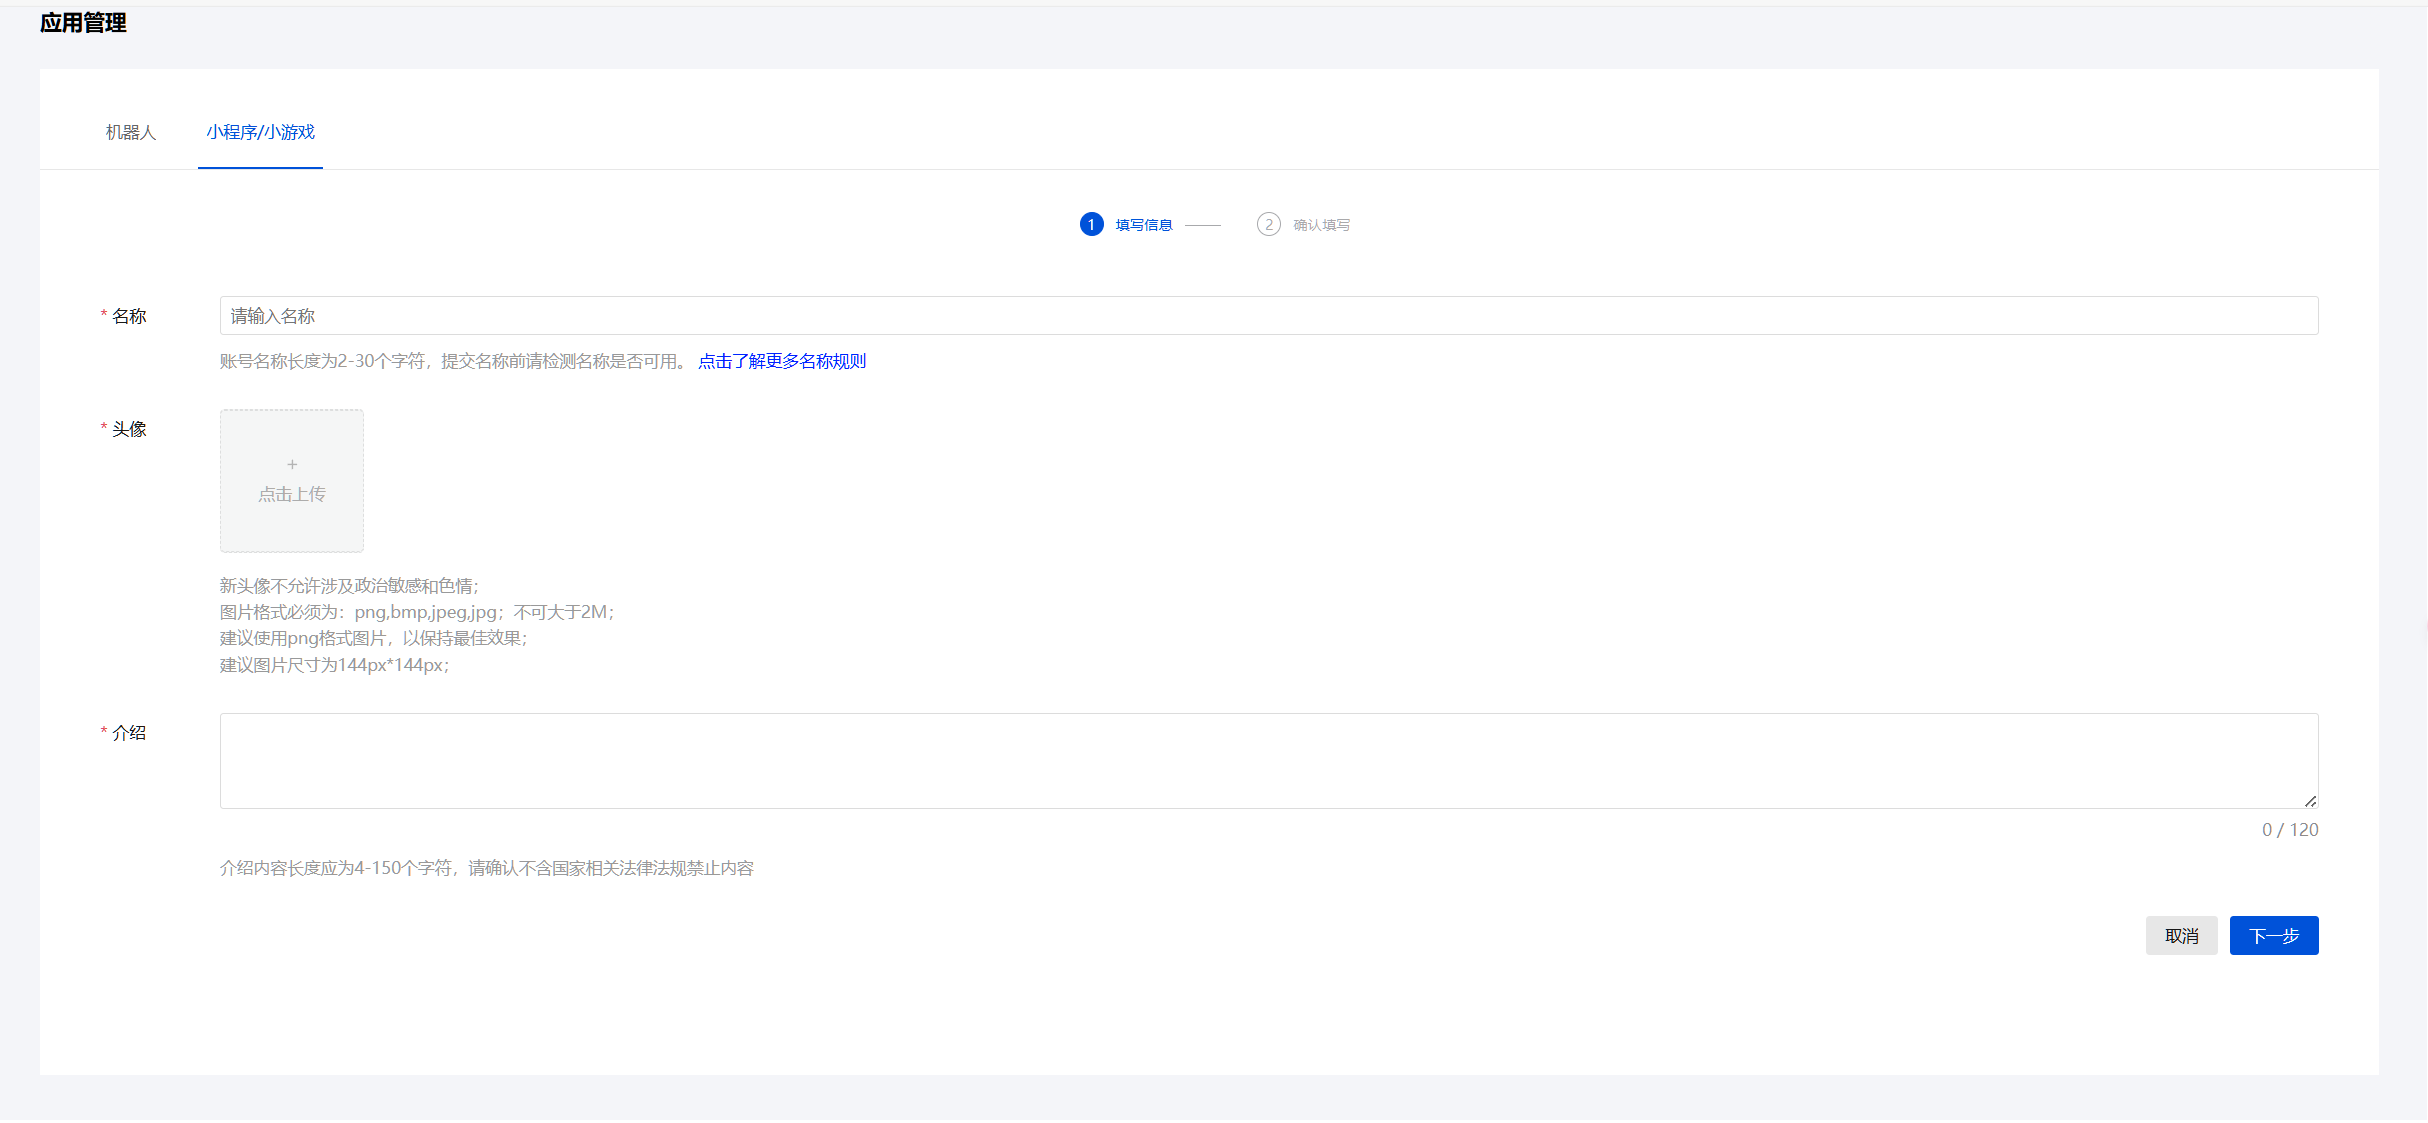 应用管理
机器人 小程序/小游戏
1 填写信息 2 确认填写
* 名称 请输入名称
账号名称长度为2-30个字符，提交名称前请检测名称是否可用。 点击了解更多名称规则
* 头像
+
点击上传
新头像不允许涉及政治敏感和色情；
图片格式必须为：png,bmp,jpeg,jpg；不可大于2M；
建议使用png格式图片，以保持最佳效果；
建议图片尺寸为144px*144px；
* 介绍
0 / 120
介绍内容长度应为4-150个字符，请确认不含国家相关法律法规禁止内容
取消 下一步